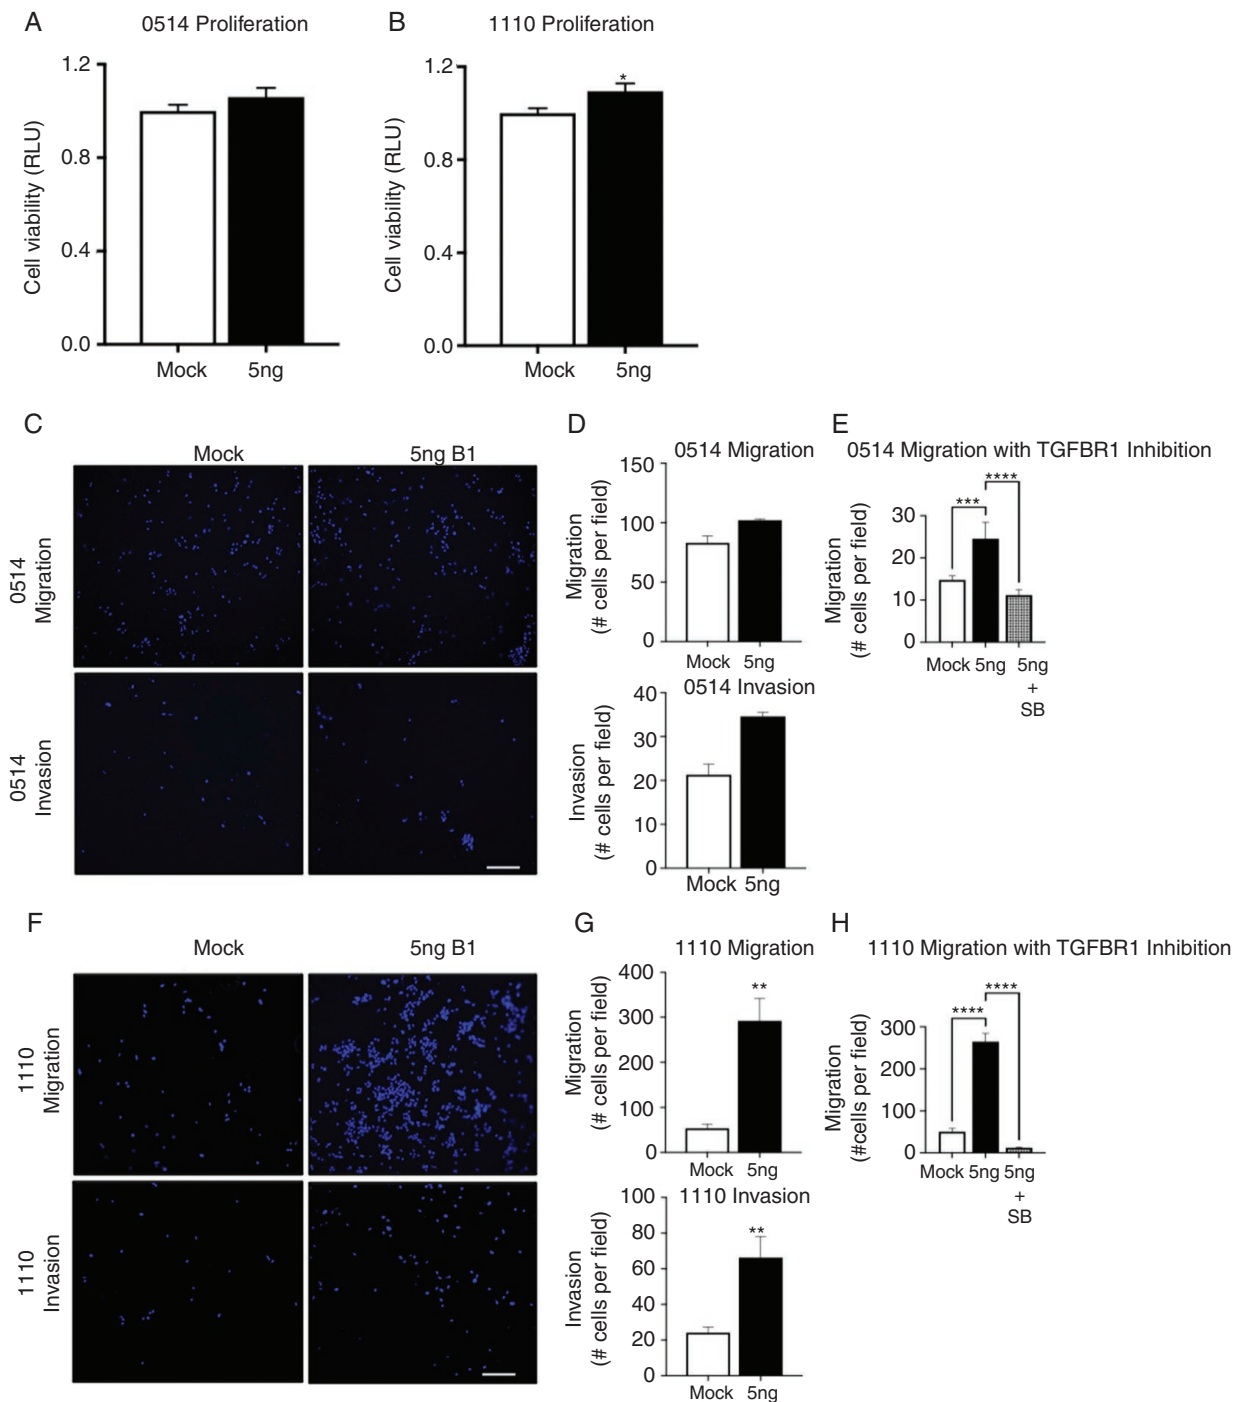 A
0514 Proliferation
Cell viability (RLU)
1.2
0.8
0.4
0.0
Mock
5ng
B
1110 Proliferation
Cell viability (RLU)
1.2
0.8
0.4
0.0
*
Mock
5ng
C
Mock
5ng B1
0514
Migration
0514
Invasion
D
0514 Migration
Migration
(# cells per field)
150
100
50
0
Mock
5ng
0514 Invasion
Invasion
(# cells per field)
40
30
20
10
0
Mock
5ng
E
0514 Migration with TGFBR1 Inhibition
Migration
(# cells per field)
30
20
10
0
***
****
Mock
5ng
5ng
+
SB
F
Mock
5ng B1
1110
Migration
1110
Invasion
G
1110 Migration
Migration
(# cells per field)
400
300
200
100
0
**
Mock
5ng
1110 Invasion
Invasion
(# cells per field)
100
80
60
40
20
0
**
Mock
5ng
H
1110 Migration with TGFBR1 Inhibition
Migration
(#cells per field)
300
200
100
0
****
****
Mock
5ng
5ng
+
SB